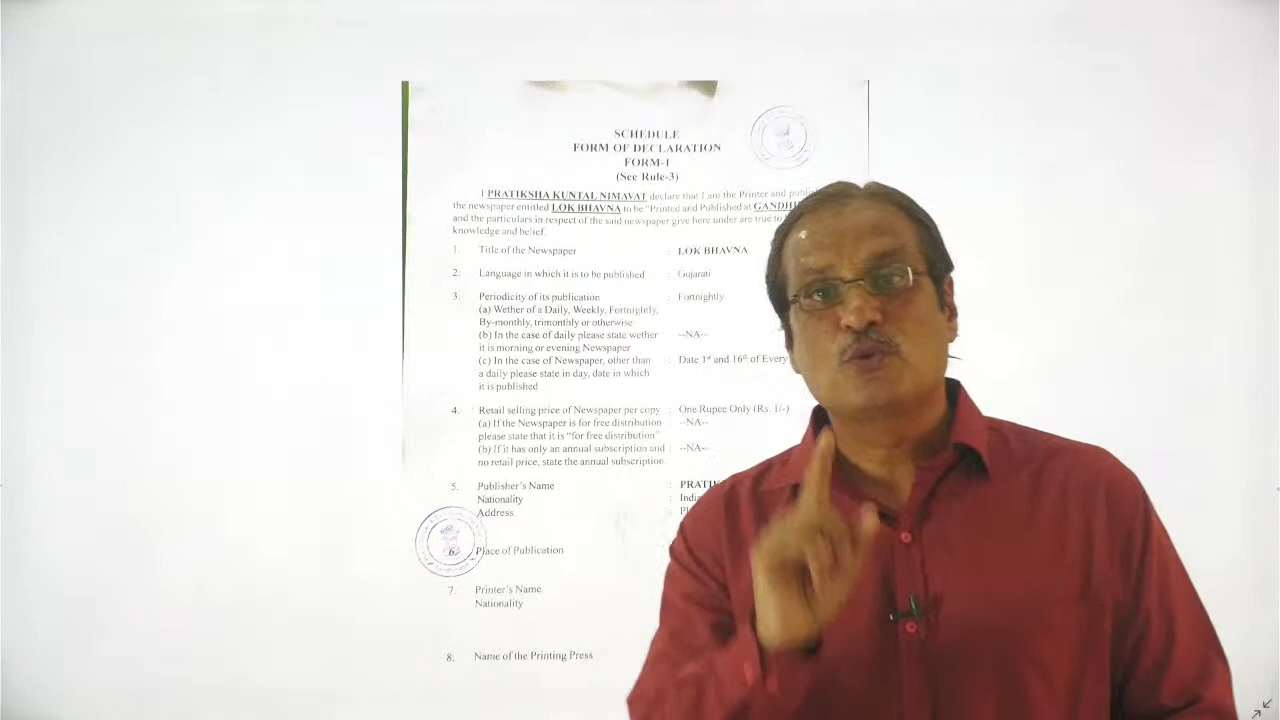 SCHEDULE
FORM OF DECLARATION
FORM-1
(See Rule-3)
I PRATIKSHA KUNTAL NIMAVAT declare that I am the Printer and
the newspaper entitled LOK BHAVNA to be "Printed and Published at
and the particulars in respect of the said newspaper give here under are true to
knowledge and belief.
1. Title of the Newspaper : LOK BHAVNA
2. Language in which it is to be published : Gujarati
3. Periodicity of its publication : Fortnightly
(a) Wether of a Daily, Weekly, Fortnightly,
By-monthly, trimonthly or otherwise
(b) In the case of daily please state wether : --NA--
it is morning or evening Newspaper
(c) In the case of Newspaper, other than : Date 1st and 16th of Every
a daily please state in day, date in which
it is published
4. Retail selling price of Newspaper per copy : One Rupee Only (Rs. 1/-)
(a) If the Newspaper is for free distribution : --NA--
please state that it is "for free distribution"
(b) If it has only an annual subscription and : --NA--
no retail price, state the annual subscription.
5. Publisher's Name :
Nationality :
Address :
6. Place of Publication
7. Printer's Name
Nationality
8. Name of the Printing Press